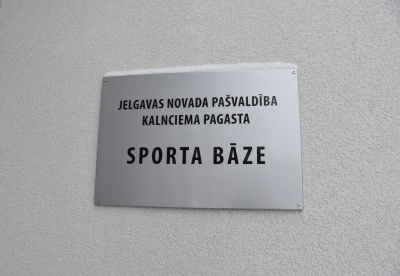 JELGAVAS NOVADA PAŠVALDĪBA
KALNCIEMA PAGASTA
SPORTA BĀZE